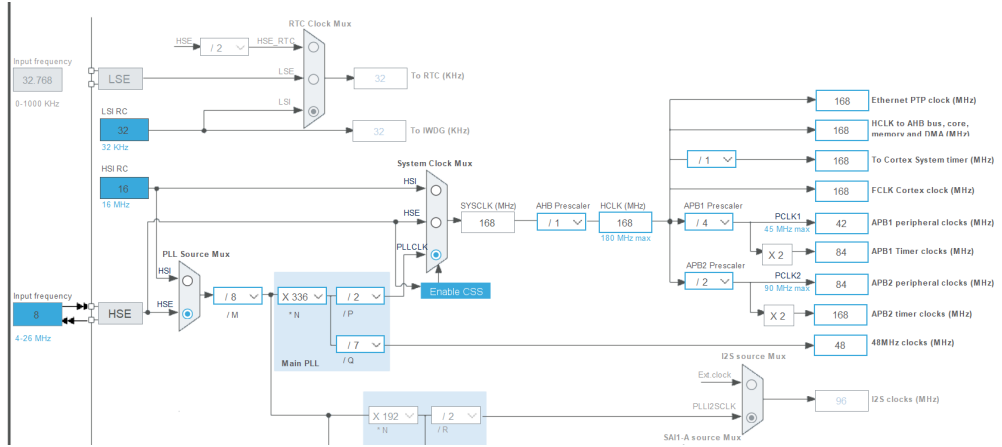 RTC Clock Mux
HSE
/ 2
HSE_RTC
Input frequency
32.768
0-1000 KHz
LSE
LSE
32
To RTC (KHz)
LSI
LSI RC
32
32 KHz
32
To IWDG (KHz)
HSI RC
16
16 MHz
System Clock Mux
HSI
HSE
PLLCLK
SYSCLK (MHz)
168
AHB Prescaler
/ 1
HCLK (MHz)
168
180 MHz max
Enable CSS
168
Ethernet PTP clock (MHz)
168
HCLK to AHB bus, core,
memory and DMA (MHz)
/ 1
168
To Cortex System timer (MHz)
168
FCLK Cortex clock (MHz)
APB1 Prescaler
/ 4
PCLK1
45 MHz max
42
APB1 peripheral clocks (MHz)
X 2
84
APB1 Timer clocks (MHz)
APB2 Prescaler
/ 2
PCLK2
90 MHz max
84
APB2 peripheral clocks (MHz)
X 2
168
APB2 timer clocks (MHz)
48
48MHz clocks (MHz)
PLL Source Mux
HSI
HSE
Input frequency
8
4-26 MHz
HSE
/ 8
/ M
X 336
* N
/ 2
/ P
/ 7
/ Q
Main PLL
X 192
* N
/ 2
/ R
I2S source Mux
Ext.clock
PLLI2SCLK
96
I2S clocks (MHz)
SAI1-A source Mux